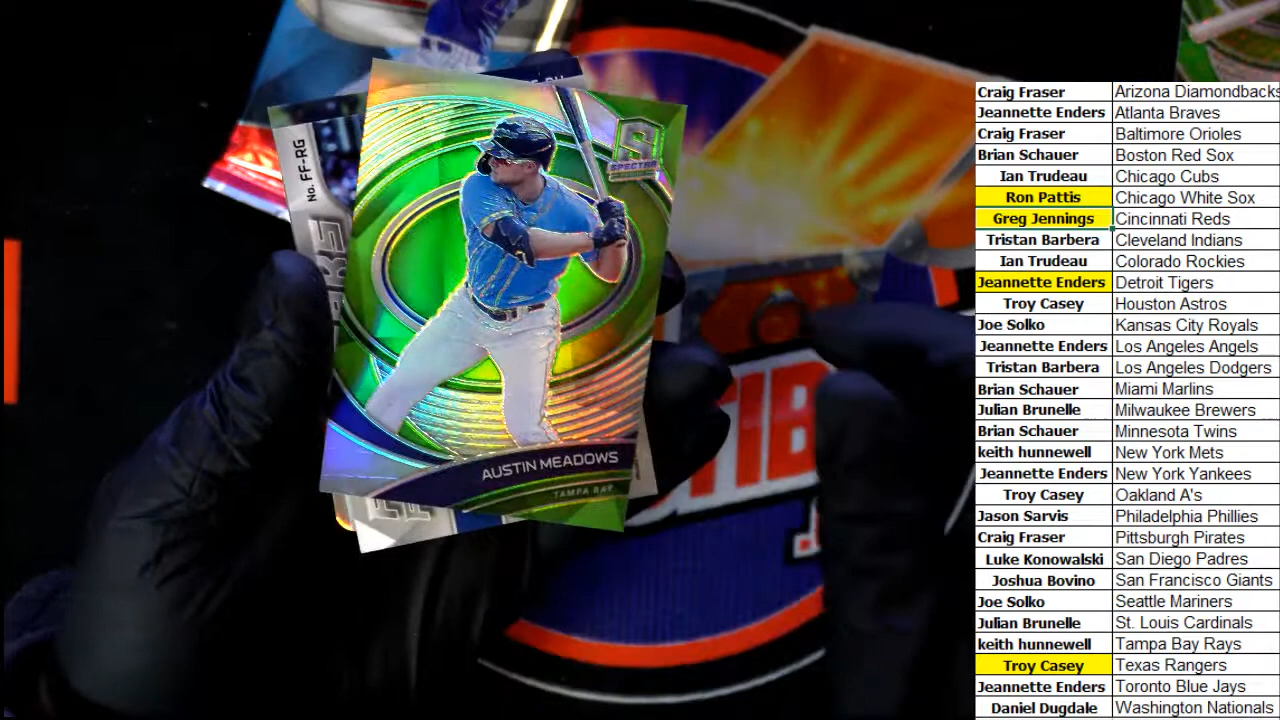 No. FF-RG
SPECTRA
AUSTIN MEADOWS
TAMPA BAY
Craig Fraser Arizona Diamondbacks
Jeannette Enders Atlanta Braves
Craig Fraser Baltimore Orioles
Brian Schauer Boston Red Sox
Ian Trudeau Chicago Cubs
Ron Pattis Chicago White Sox
Greg Jennings Cincinnati Reds
Tristan Barbera Cleveland Indians
Ian Trudeau Colorado Rockies
Jeannette Enders Detroit Tigers
Troy Casey Houston Astros
Joe Solko Kansas City Royals
Jeannette Enders Los Angeles Angels
Tristan Barbera Los Angeles Dodgers
Brian Schauer Miami Marlins
Julian Brunelle Milwaukee Brewers
Brian Schauer Minnesota Twins
keith hunnewell New York Mets
Jeannette Enders New York Yankees
Troy Casey Oakland A's
Jason Sarvis Philadelphia Phillies
Craig Fraser Pittsburgh Pirates
Luke Konowalski San Diego Padres
Joshua Bovino San Francisco Giants
Joe Solko Seattle Mariners
Julian Brunelle St. Louis Cardinals
keith hunnewell Tampa Bay Rays
Troy Casey Texas Rangers
Jeannette Enders Toronto Blue Jays
Daniel Dugdale Washington Nationals